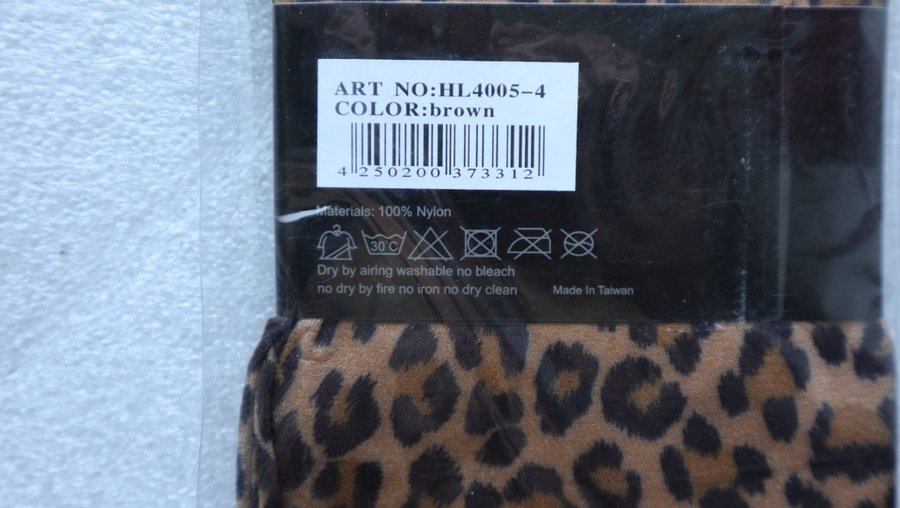 ART NO:HL4005-4
COLOR:brown
4 250200 373312
Materials: 100% Nylon
30°C
Dry by airing washable no bleach
no dry by fire no iron no dry clean
Made In Taiwan